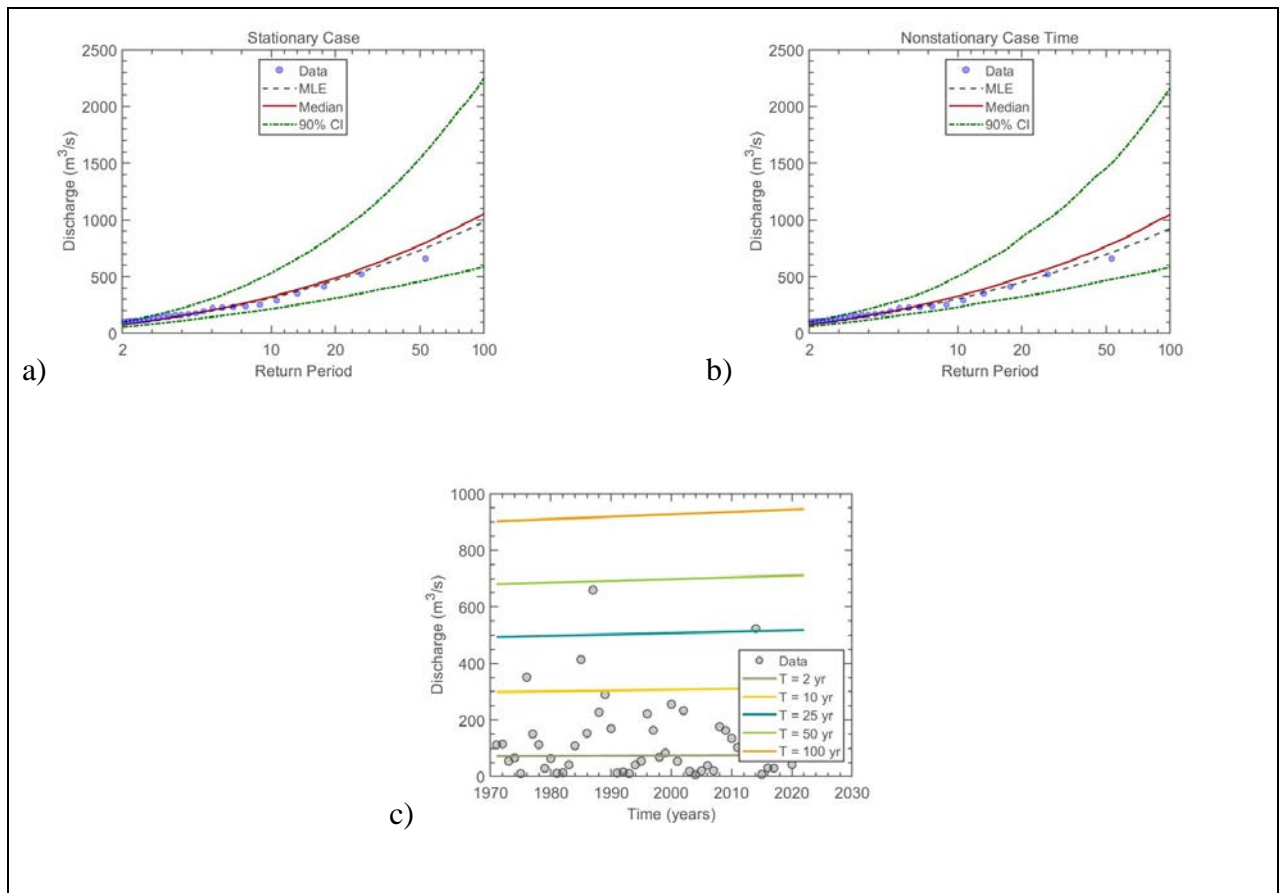 Stationary Case
2500
2000
1500
1000
500
0
Discharge (m³/s)
Data
MLE
Median
90% CI
2
10
20
50
100
Return Period
a)
Nonstationary Case Time
2500
2000
1500
1000
500
0
Discharge (m³/s)
Data
MLE
Median
90% CI
2
10
20
50
100
Return Period
b)
1000
800
600
400
200
0
Discharge (m³/s)
Data
T = 2 yr
T = 10 yr
T = 25 yr
T = 50 yr
T = 100 yr
1970
1980
1990
2000
2010
2020
2030
Time (years)
c)